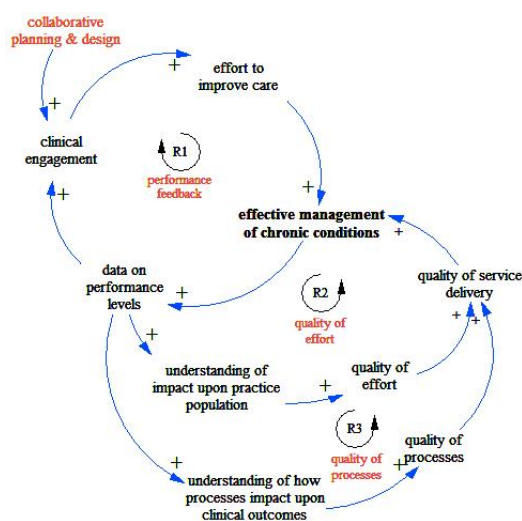 collaborative
planning & design
+
+
effort to
improve care
clinical
engagement
+
R1
performance
feedback
+
effective management
of chronic conditions
+
data on
performance
levels
+
+
R2
quality of
effort
quality of service
delivery
+
+
understanding of
impact upon practice
population
+
quality of
effort
R3
quality of
processes
+
quality of
processes
+
understanding of how
processes impact upon
clinical outcomes